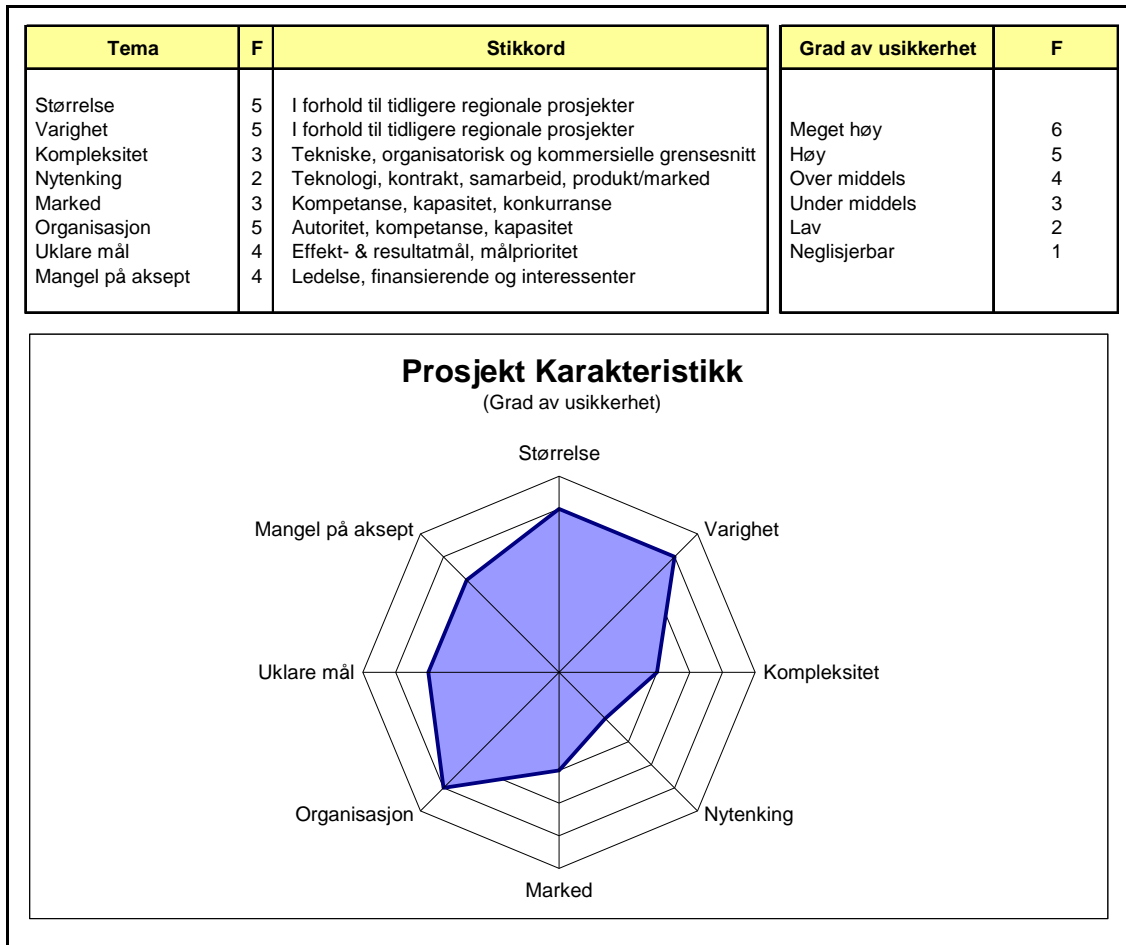 Tema F Stikkord
Størrelse 5 I forhold til tidligere regionale prosjekter
Varighet 5 I forhold til tidligere regionale prosjekter
Kompleksitet 3 Tekniske, organisatorisk og kommersielle grensesnitt
Nytenking 2 Teknologi, kontrakt, samarbeid, produkt/marked
Marked 3 Kompetanse, kapasitet, konkurranse
Organisasjon 5 Autoritet, kompetanse, kapasitet
Uklare mål 4 Effekt- & resultatmål, målprioritet
Mangel på aksept 4 Ledelse, finansierende og interessenter
Grad av usikkerhet F
Meget høy 6
Høy 5
Over middels 4
Under middels 3
Lav 2
Neglisjerbar 1
Prosjekt Karakteristikk
(Grad av usikkerhet)
Størrelse
Varighet
Kompleksitet
Nytenking
Marked
Organisasjon
Uklare mål
Mangel på aksept